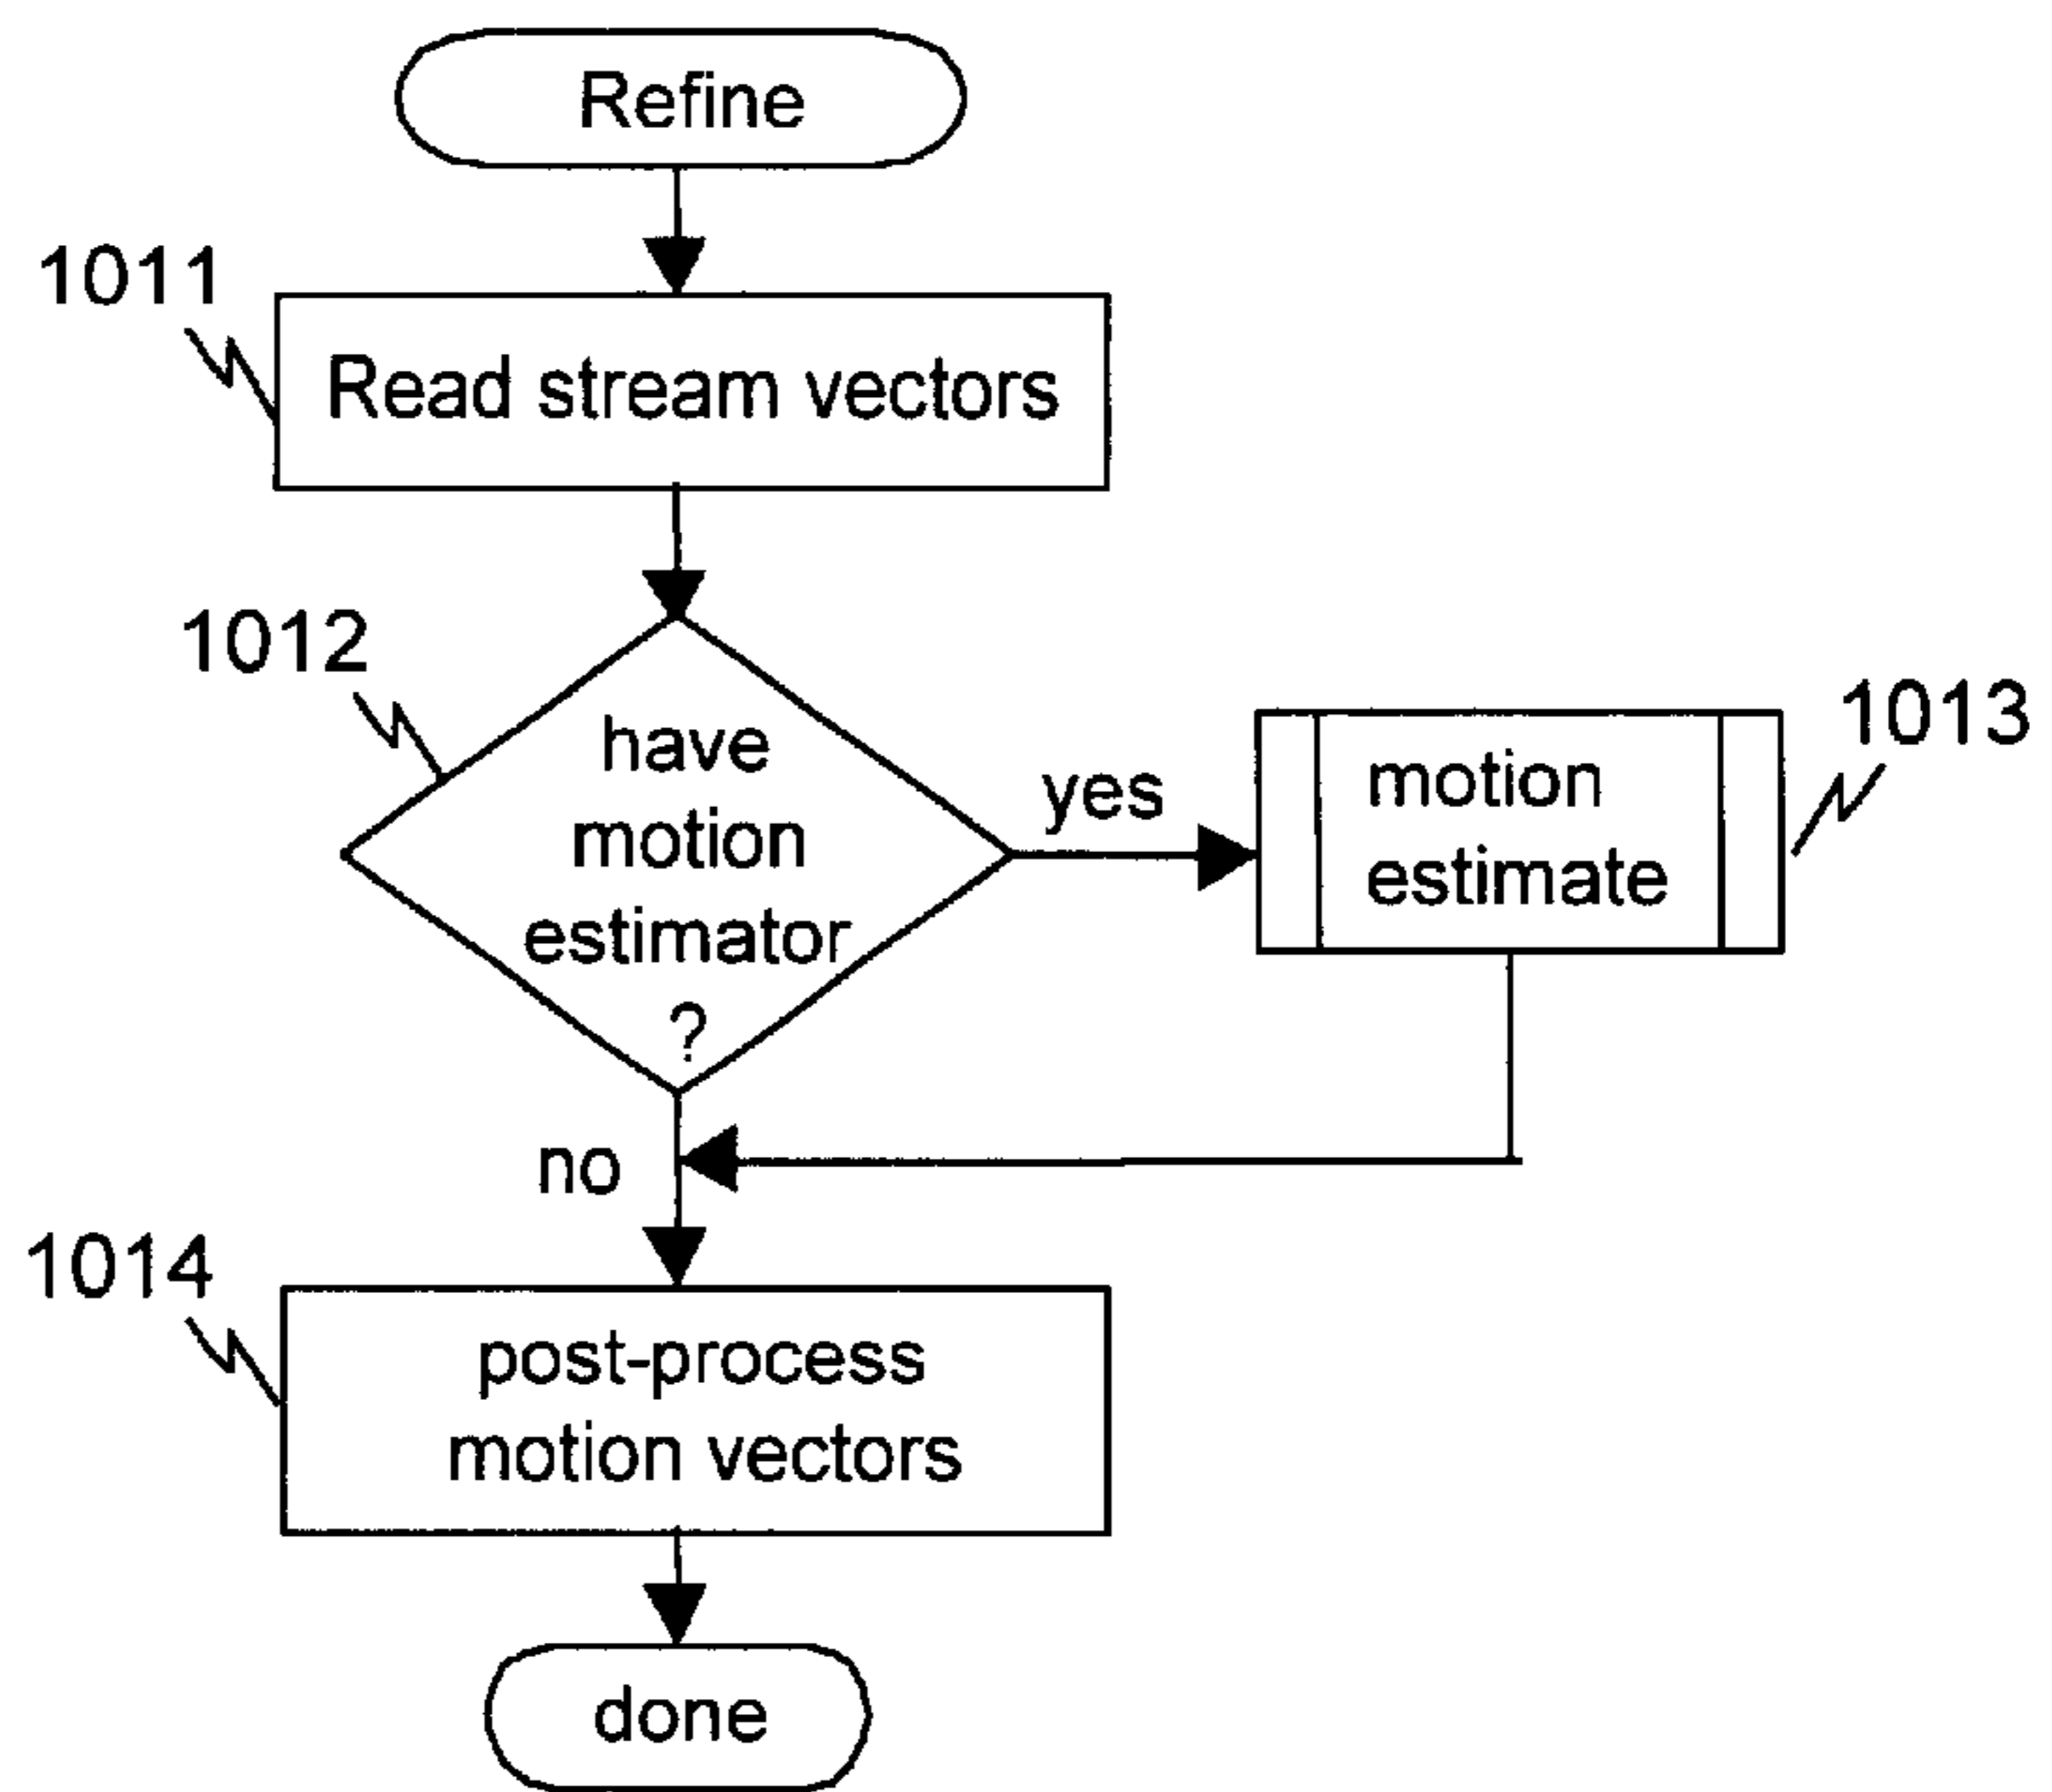 Refine
1011
Read stream vectors
1012
have
motion
estimator
?
yes
motion
estimate
1013
no
1014
post-process
motion vectors
done